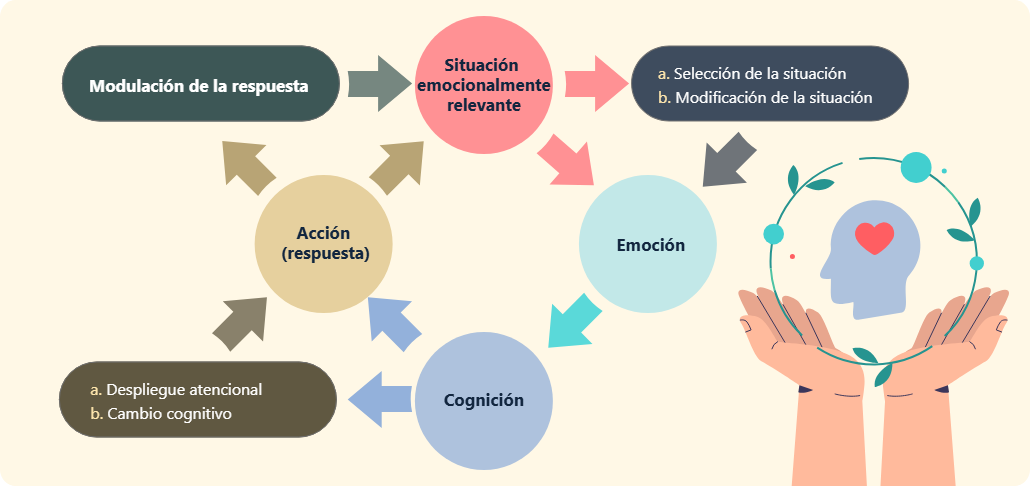 Modulación de la respuesta
Situación
emocionalmente
relevante
a. Selección de la situación
b. Modificación de la situación
Acción
(respuesta)
Emoción
a. Despliegue atencional
b. Cambio cognitivo
Cognición